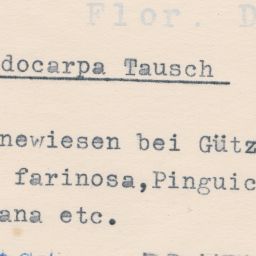 Flor. D
docarpa Tausch
newiesen bei Gütz
farinosa,Pinguic
ana etc.